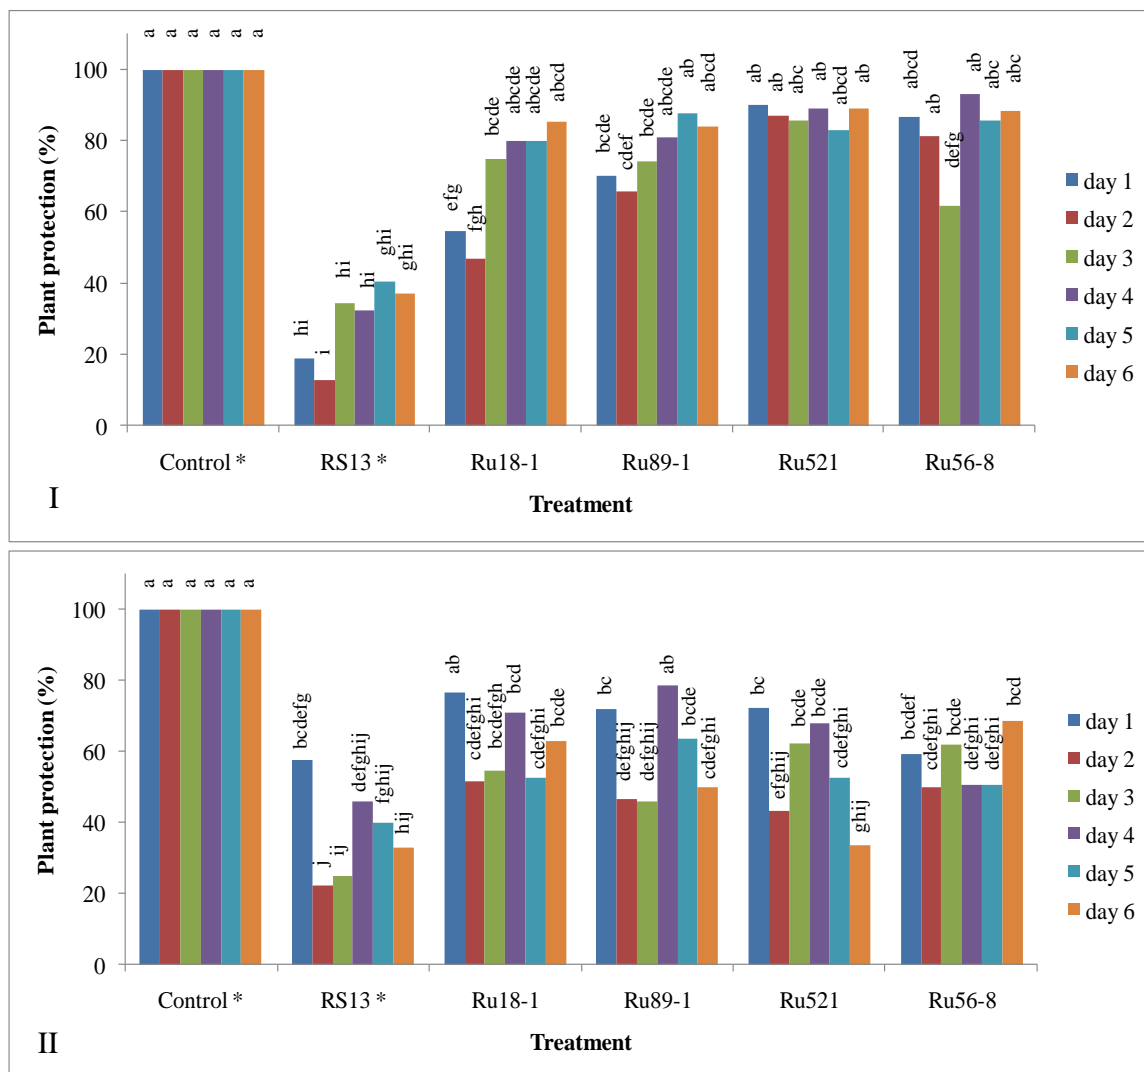 a a a a a a
100
80
60
40
20
0
Plant protection (%)
hi i hi hi ghi ghi
efg fgh bcde abcde abcde abcd
bcde cdef bcde abcde ab abcd
ab ab abc ab abcd ab
abcd ab defg ab abc abc
day 1
day 2
day 3
day 4
day 5
day 6
Control * RS13 * Ru18-1 Ru89-1 Ru521 Ru56-8
Treatment
I
a a a a a a
100
80
60
40
20
0
Plant protection (%)
bcdefg j ij defghij fghij hij
ab cdefghi bcdefgh bcd cdefghi bcde
bc defghij defghij ab bcde cdefghi
bc efghij bcde bcde cdefghi ghij
bcdef cdefghi bcde defghi defghi bcd
day 1
day 2
day 3
day 4
day 5
day 6
Control * RS13 * Ru18-1 Ru89-1 Ru521 Ru56-8
Treatment
II